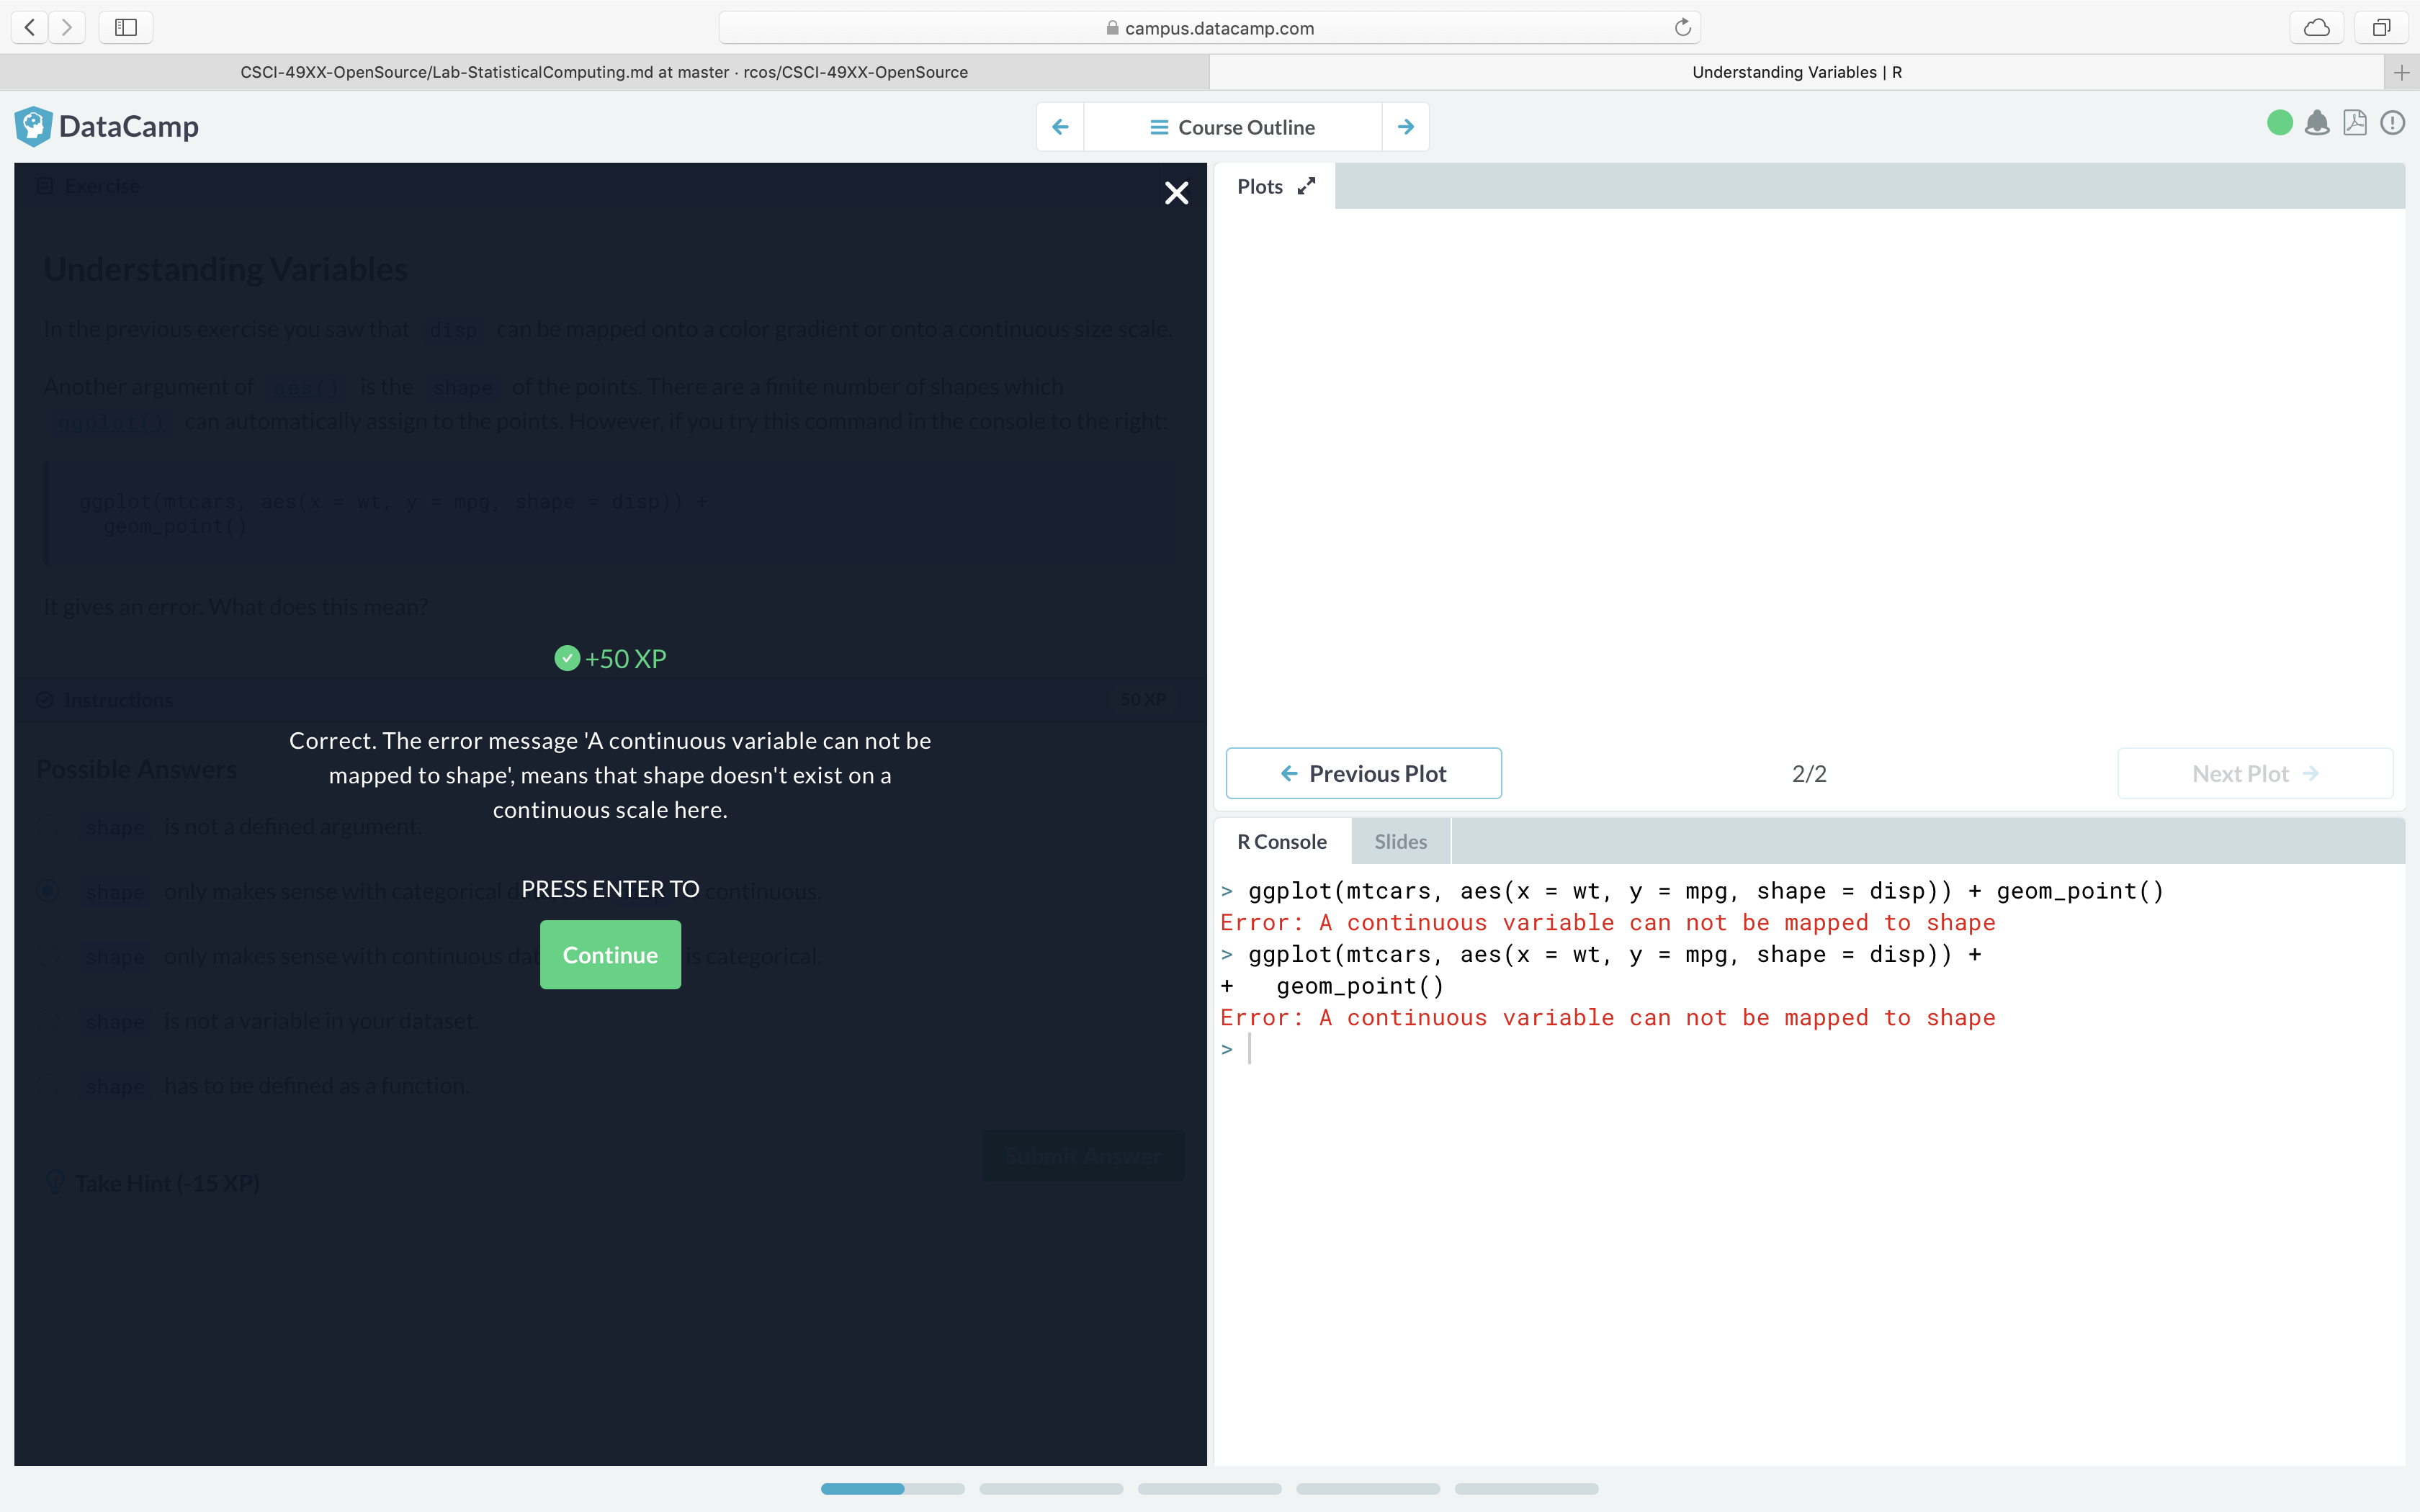 campus.datacamp.com
CSCI-49XX-OpenSource/Lab-StatisticalComputing.md at master · rcos/CSCI-49XX-OpenSource
Understanding Variables | R
DataCamp
Course Outline
Exercise
Understanding Variables
In the previous exercise you saw that disp can be mapped onto a color gradient or onto a continuous size scale.
Another argument of aes() is the shape of the points. There are a finite number of shapes which
ggplot() can automatically assign to the points. However, if you try this command in the console to the right:
ggplot(mtcars, aes(x = wt, y = mpg, shape = disp)) +
geom_point()
It gives an error. What does this mean?
+50 XP
Instructions
50 XP
Correct. The error message 'A continuous variable can not be
mapped to shape', means that shape doesn't exist on a
continuous scale here.
Possible Answers
shape is not a defined argument.
PRESS ENTER TO
shape only makes sense with categorical d continuous.
Continue
shape only makes sense with continuous dat is categorical.
shape is not a variable in your dataset.
shape has to be defined as a function.
Submit Answer
Take Hint (-15 XP)
Plots
Previous Plot
2/2
Next Plot
R Console
Slides
> ggplot(mtcars, aes(x = wt, y = mpg, shape = disp)) + geom_point()
Error: A continuous variable can not be mapped to shape
> ggplot(mtcars, aes(x = wt, y = mpg, shape = disp)) +
+ geom_point()
Error: A continuous variable can not be mapped to shape
>